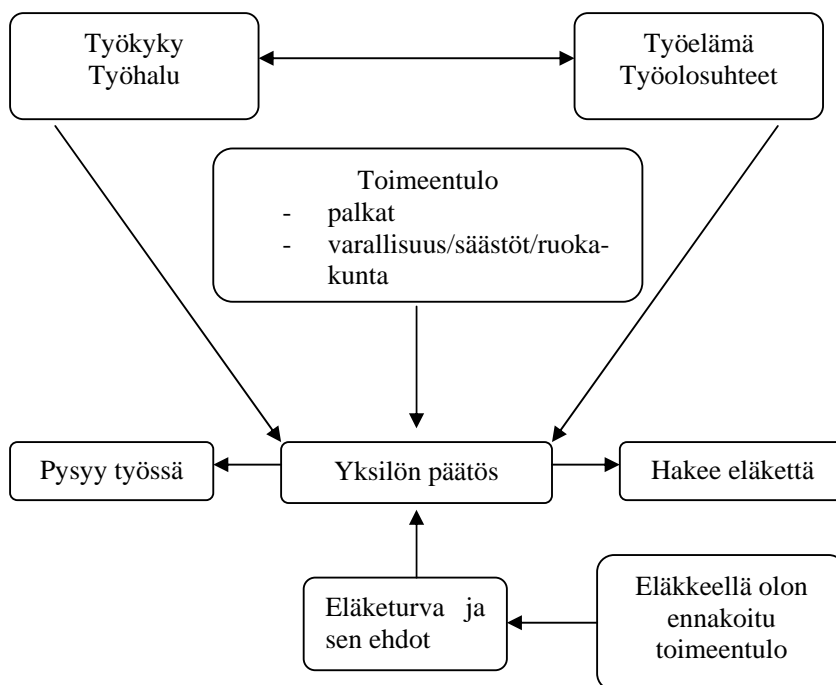 Työkyky
Työhalu
Työelämä
Työolosuhteet
Toimeentulo
- palkat
- varallisuus/säästöt/ruoka-
kunta
Pysyy työssä
Yksilön päätös
Hakee eläkettä
Eläketurva ja
sen ehdot
Eläkkeellä olon
ennakoitu
toimeentulo